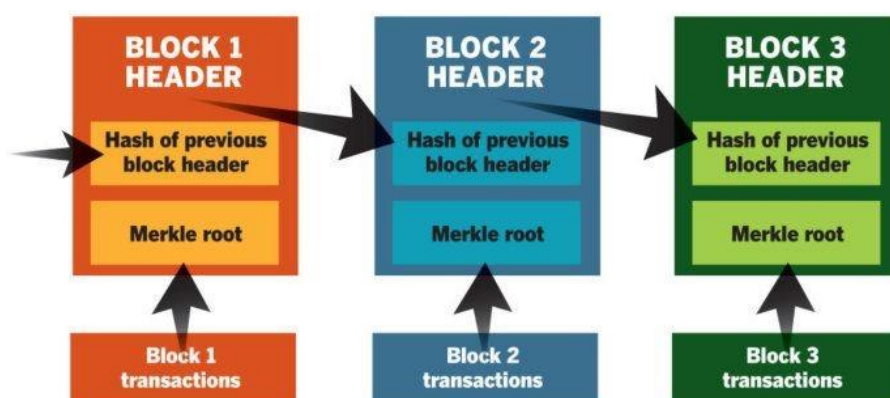 BLOCK 1
HEADER
Hash of previous
block header
Merkle root
Block 1
transactions
BLOCK 2
HEADER
Hash of previous
block header
Merkle root
Block 2
transactions
BLOCK 3
HEADER
Hash of previous
block header
Merkle root
Block 3
transactions